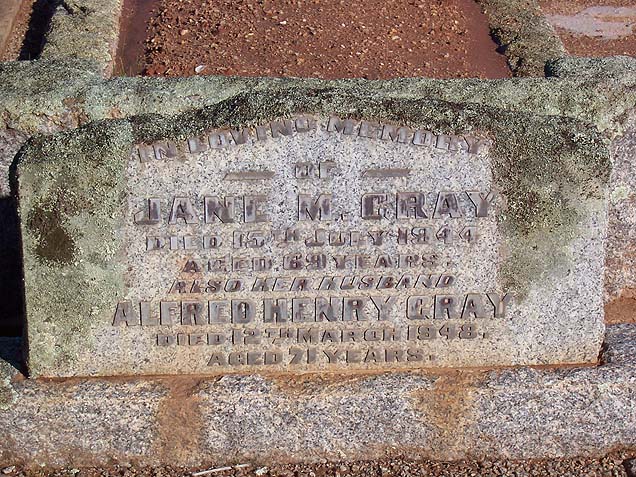 IN LOVING MEMORY
OF
JANE M. GRAY
DIED 15TH JULY 1944
AGED 69 YEARS.
ALSO HER HUSBAND
ALFRED HENRY GRAY
DIED 12TH MARCH 1948.
AGED 71 YEARS.